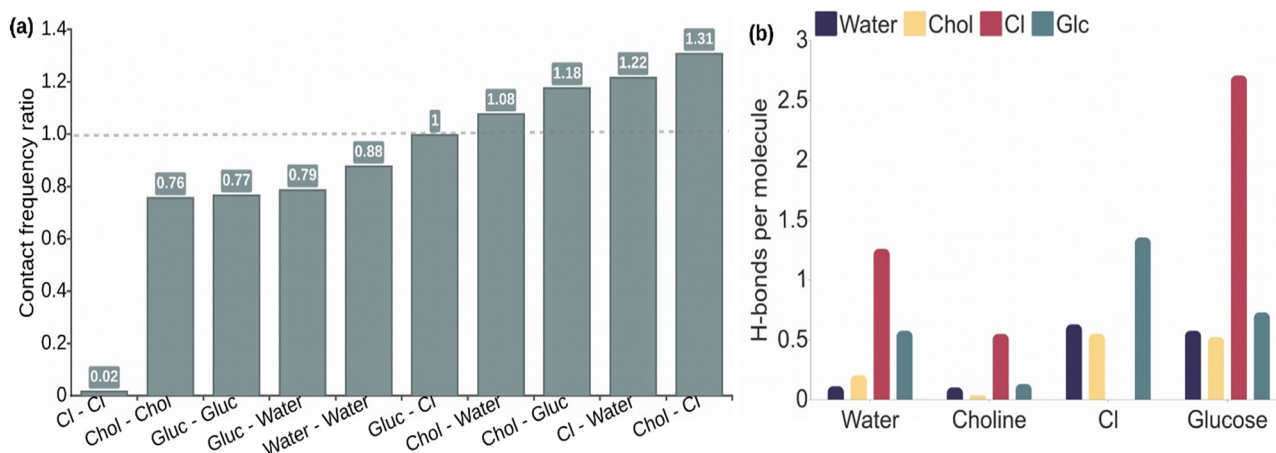 (a)
Contact frequency ratio
1.4
1.2
1.0
0.8
0.6
0.4
0.2
0
0.02
0.76
0.77
0.79
0.88
1
1.08
1.18
1.22
1.31
Cl - Cl
Chol - Chol
Gluc - Gluc
Gluc - Water
Water - Water
Gluc - Cl
Chol - Water
Chol - Gluc
Cl - Water
Chol - Cl
(b)
Water Chol Cl Glc
H-bonds per molecule
3
2.5
2
1.5
1
0.5
0
Water Choline Cl Glucose